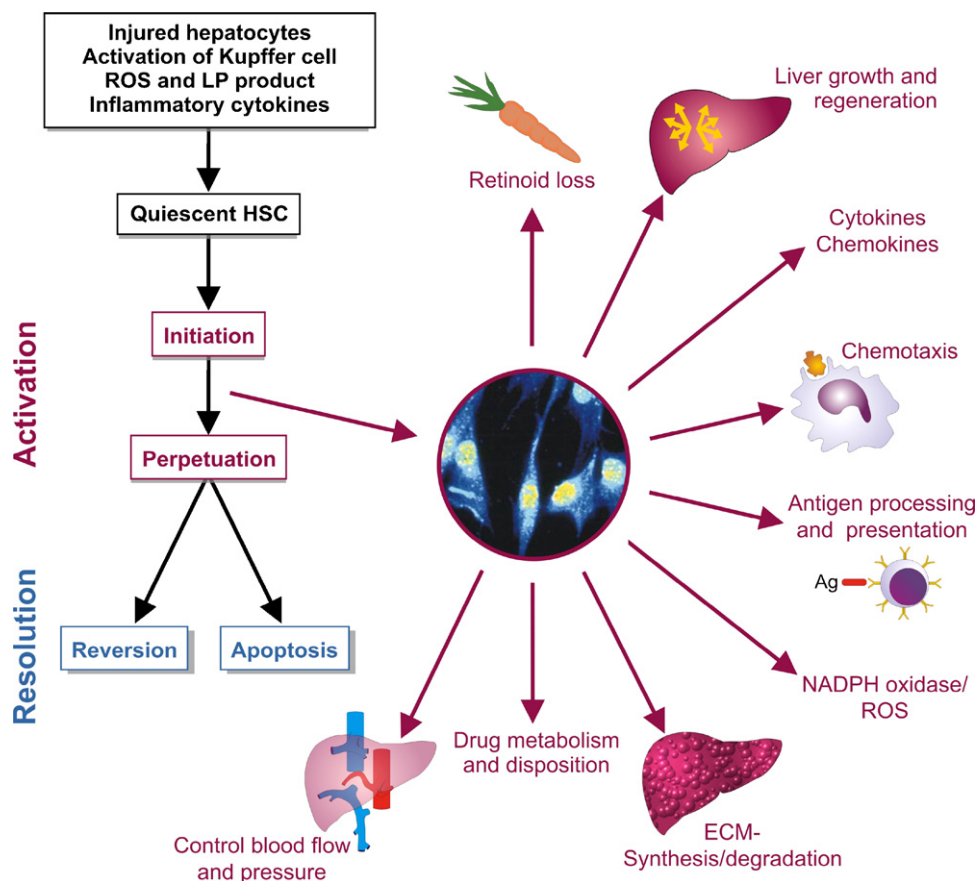 Injured hepatocytes
Activation of Kupffer cell
ROS and LP product
Inflammatory cytokines
Quiescent HSC
Initiation
Perpetuation
Reversion
Apoptosis
Activation
Resolution
Retinoid loss
Liver growth and
regeneration
Cytokines
Chemokines
Chemotaxis
Antigen processing
and presentation
Ag
NADPH oxidase/
ROS
ECM-
Synthesis/degradation
Drug metabolism
and disposition
Control blood flow
and pressure